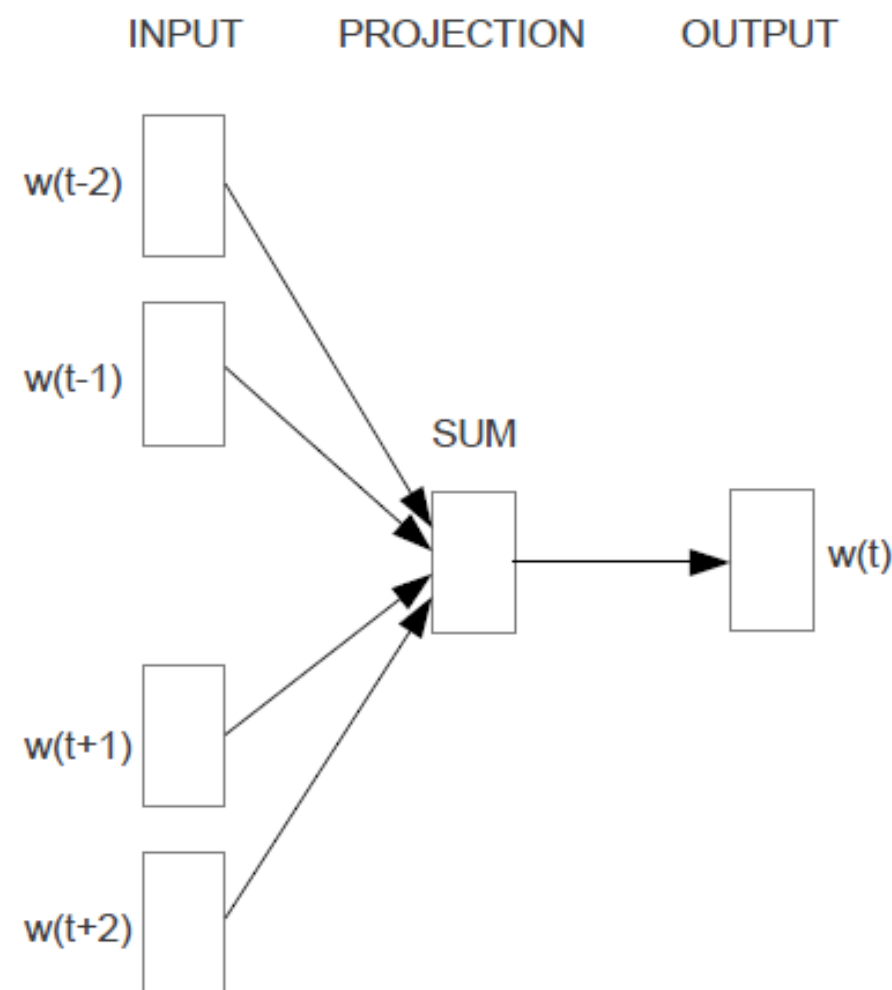 INPUT PROJECTION OUTPUT
w(t-2)
w(t-1)
SUM
w(t)
w(t+1)
w(t+2)